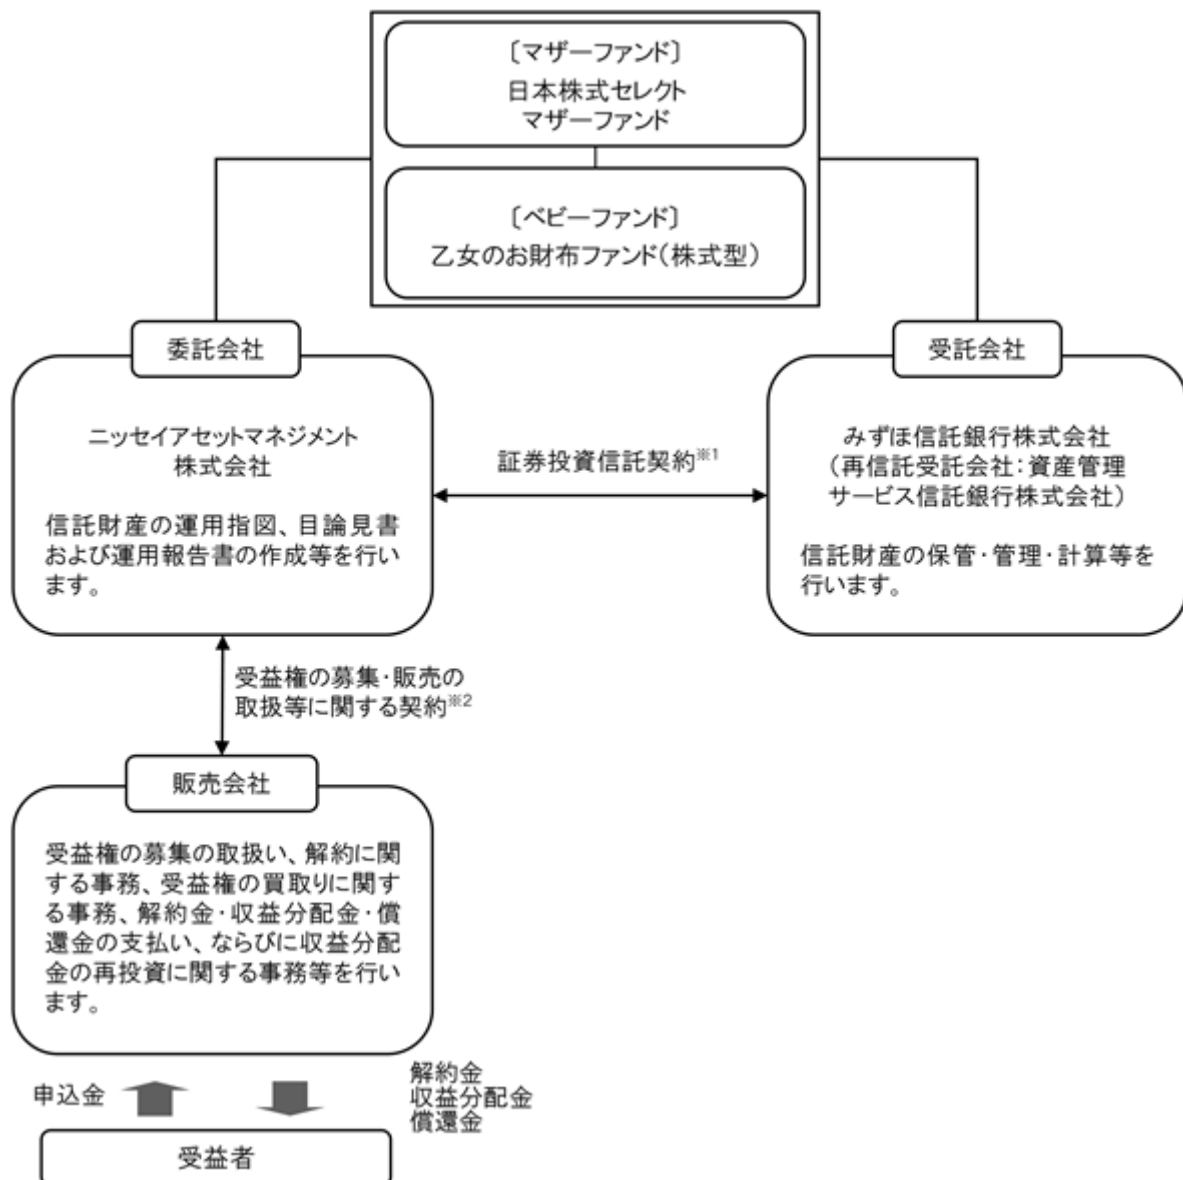 〔マザーファンド〕
日本株式セレクト
マザーファンド
〔ベビーファンド〕
乙女のお財布ファンド(株式型)
委託会社
ニッセイアセットマネジメント
株式会社
信託財産の運用指図、目論見書
および運用報告書の作成等を行い
ます。
証券投資信託契約※1
受託会社
みずほ信託銀行株式会社
(再信託受託会社:資産管理
サービス信託銀行株式会社)
信託財産の保管・管理・計算等を
行います。
受益権の募集・販売の
取扱等に関する契約※2
販売会社
受益権の募集の取扱い、解約に関
する事務、受益権の買取りに関す
る事務、解約金・収益分配金・償
還金の支払い、ならびに収益分配
金の再投資に関する事務等を行い
ます。
申込金
解約金
収益分配金
償還金
受益者